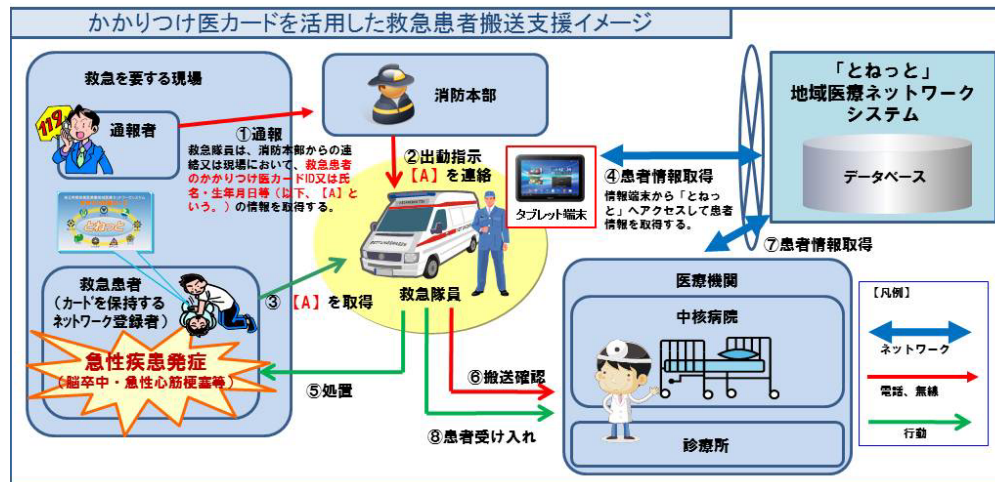 かかりつけ医カードを活用した救急患者搬送支援イメージ
救急を要する現場
119
通報者
消防本部
「とねっと」
地域医療ネットワーク
システム
データベース
①通報
救急隊員は、消防本部からの連
絡又は現場において、救急患者
のかかりつけ医カードID又は氏
名・生年月日等(以下、【A】と
いう。)の情報を取得する。
②出動指示
【A】を連絡
タブレット端末
④患者情報取得
情報端末から「とねっ
と」へアクセスして患者
情報を取得する。
⑦患者情報取得
とねっと
救急患者
(カードを保持する
ネットワーク登録者)
③【A】を取得
救急隊員
急性疾患発症
(脳卒中・急性心筋梗塞等)
⑤処置
⑥搬送確認
⑧患者受け入れ
医療機関
中核病院
診療所
【凡例】
ネットワーク
電話、無線
行動